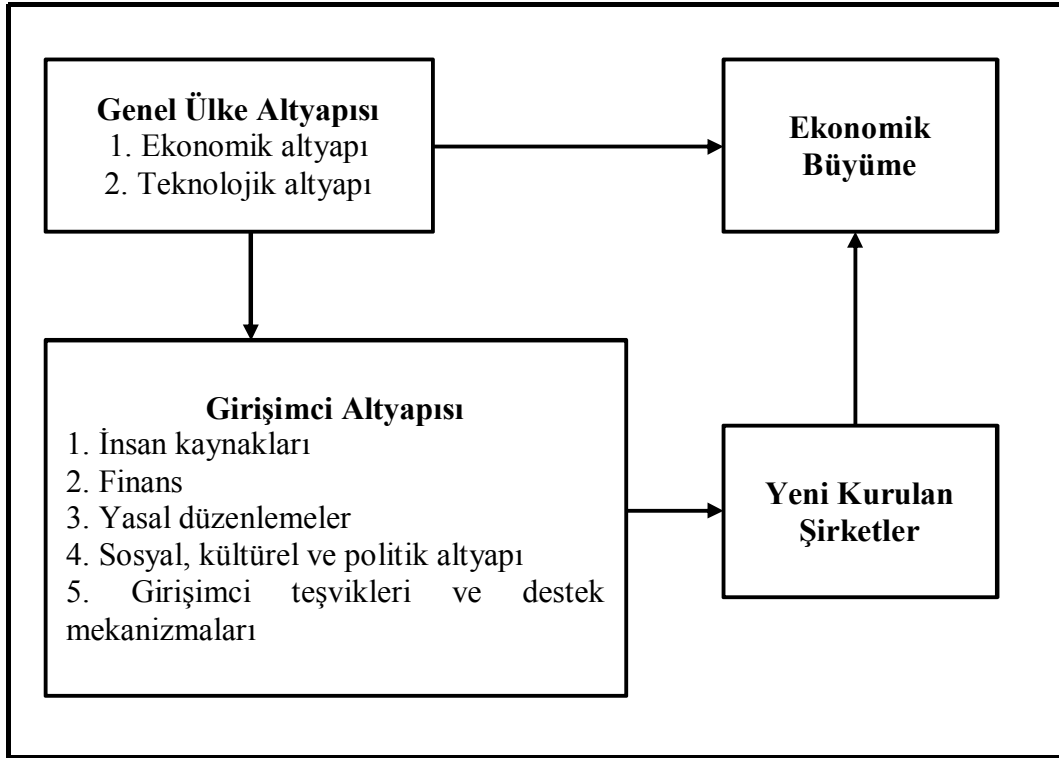 Genel Ülke Altyapısı
1. Ekonomik altyapı
2. Teknolojik altyapı
Ekonomik
Büyüme
Girişimci Altyapısı
1. İnsan kaynakları
2. Finans
3. Yasal düzenlemeler
4. Sosyal, kültürel ve politik altyapı
5. Girişimci teşvikleri ve destek
mekanizmaları
Yeni Kurulan
Şirketler